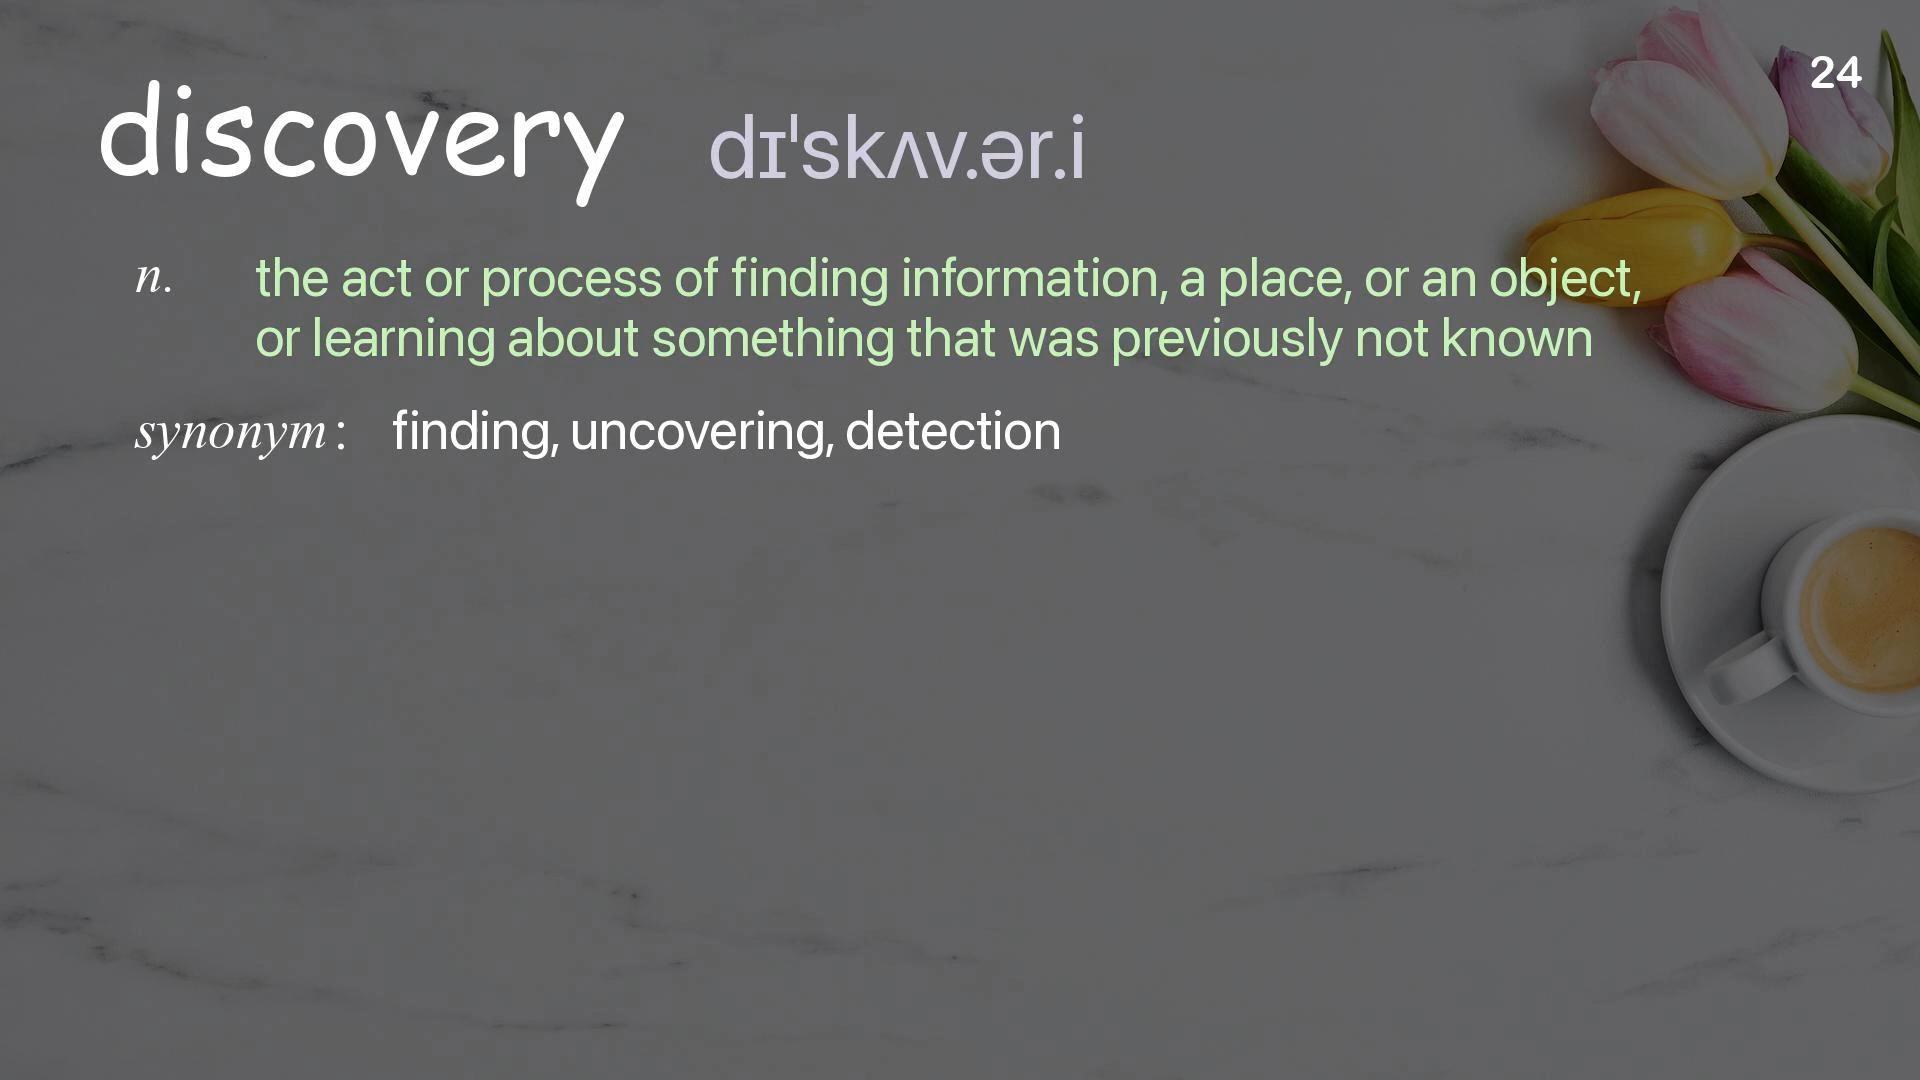 24
discovery dɪˈskʌv.ər.i
n. the act or process of finding information, a place, or an object,
or learning about something that was previously not known
synonym: finding, uncovering, detection